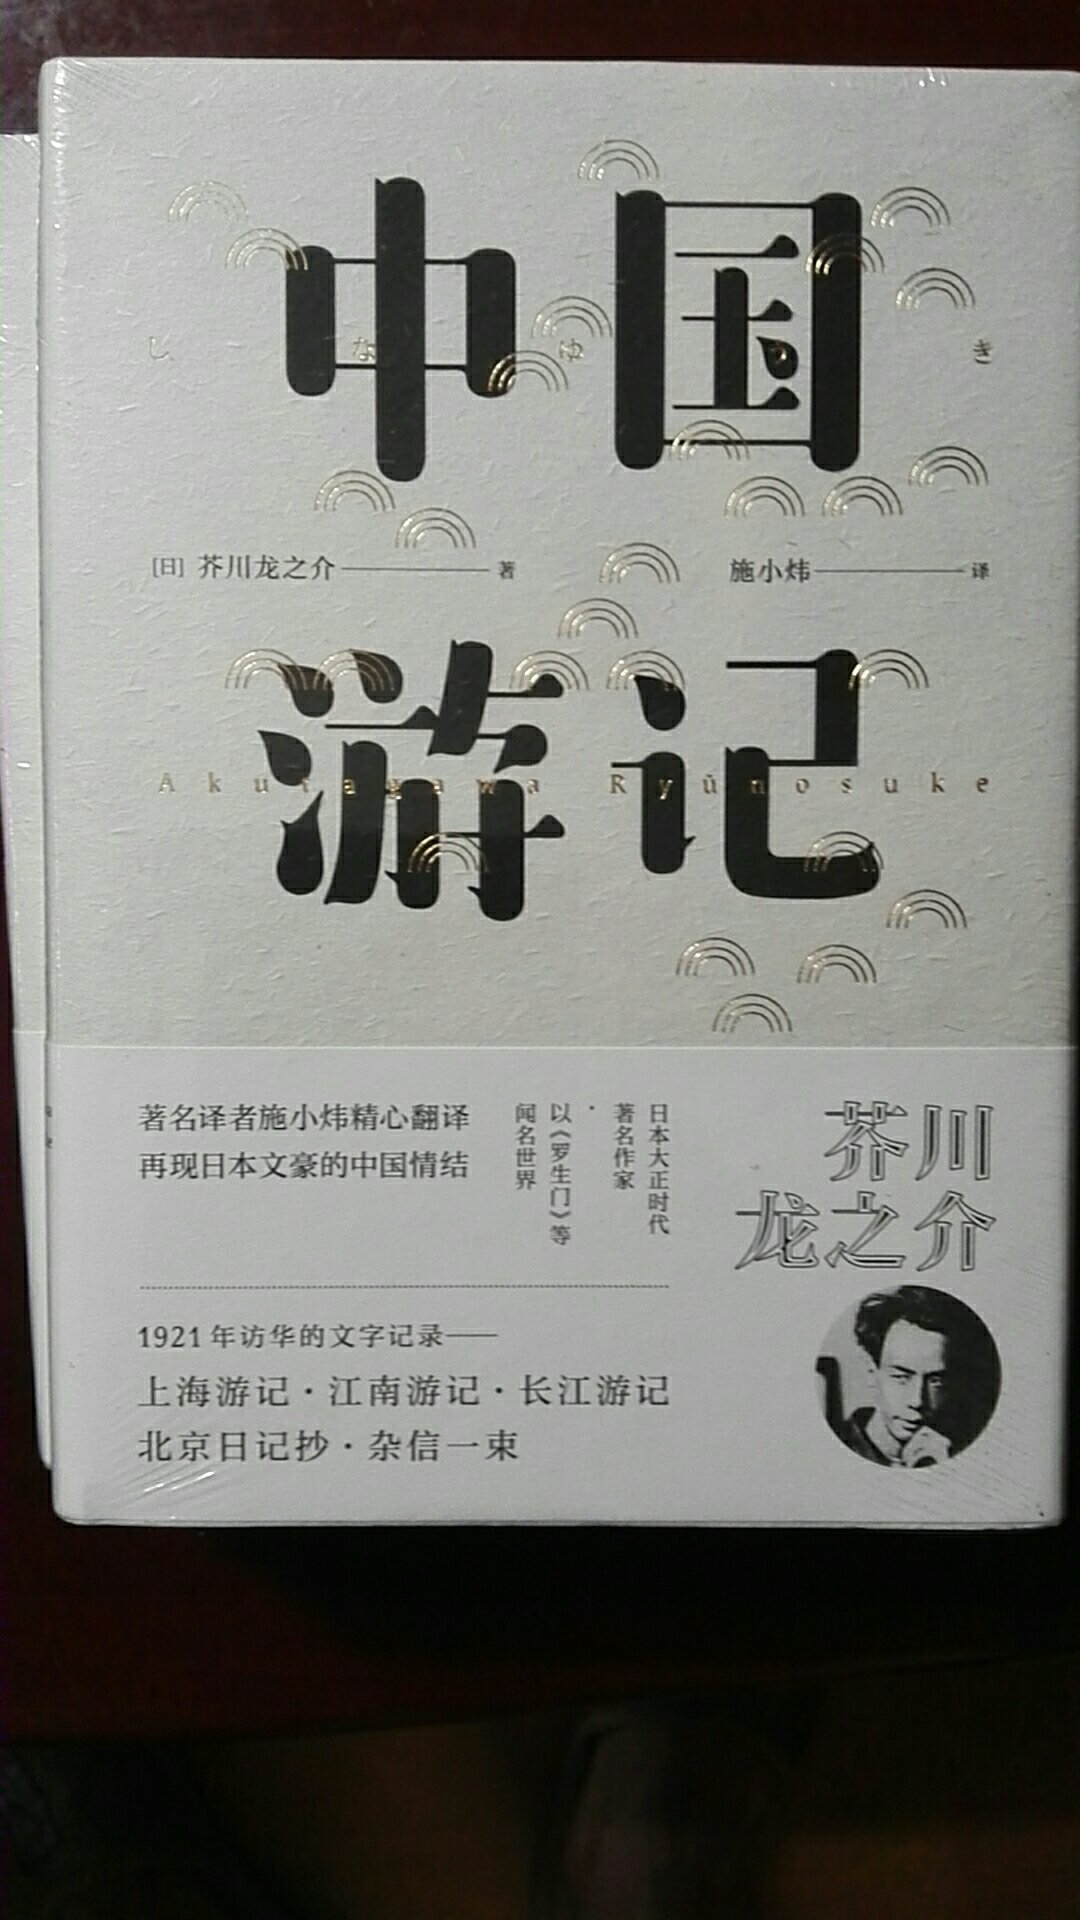 中国
し な ゆ う き
[日] 芥川龙之介 著 施小炜 译
游记
Akutagawa Ryūnosuke
著名译者施小炜精心翻译
再现日本文豪的中国情结
日本大正时代
著名作家
·
以《罗生门》等
闻名世界
芥川
龙之介
1921年访华的文字记录——
上海游记·江南游记·长江游记
北京日记抄·杂信一束